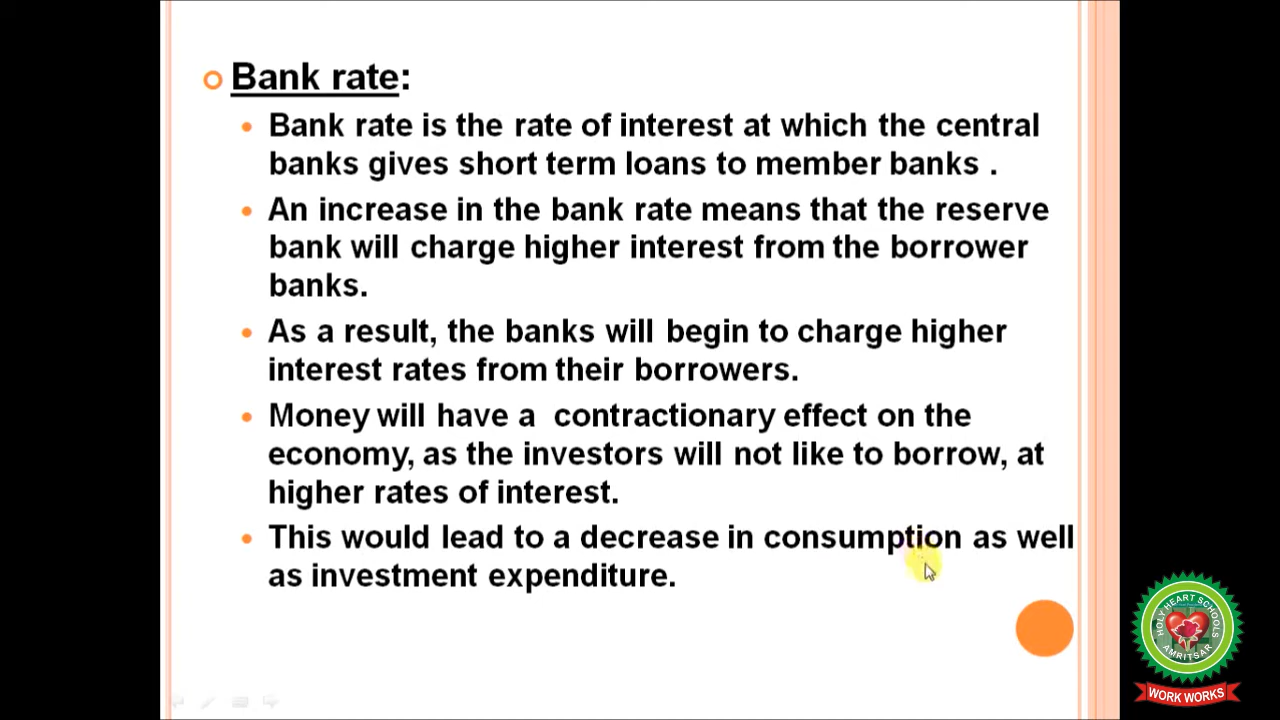 Bank rate:
Bank rate is the rate of interest at which the central
banks gives short term loans to member banks .
An increase in the bank rate means that the reserve
bank will charge higher interest from the borrower
banks.
As a result, the banks will begin to charge higher
interest rates from their borrowers.
Money will have a contractionary effect on the
economy, as the investors will not like to borrow, at
higher rates of interest.
This would lead to a decrease in consumption as well
as investment expenditure.
HOLY HEART SCHOOLS
AMRITSAR
WORK WORKS